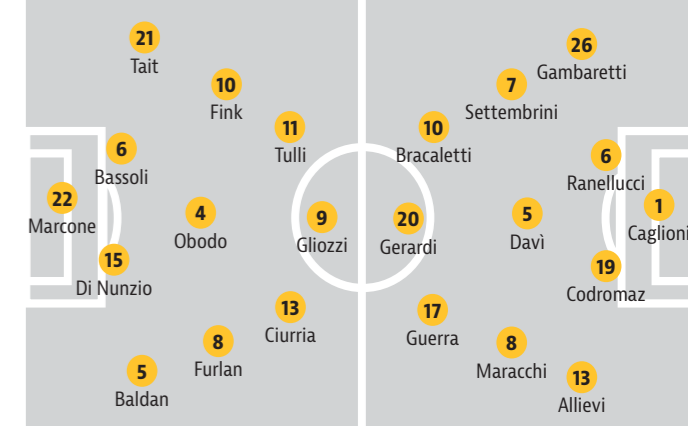 21
Tait
10
Fink
11
Tulli
6
Bassoli
22
Marcone
4
Obodo
9
Gliozzi
15
Di Nunzio
13
Ciurria
8
Furlan
5
Baldan
26
Gambaretti
7
Settembrini
10
Bracaletti
6
Ranellucci
1
Caglioni
20
Gerardi
5
Davì
19
Codromaz
17
Guerra
8
Maracchi
13
Allievi